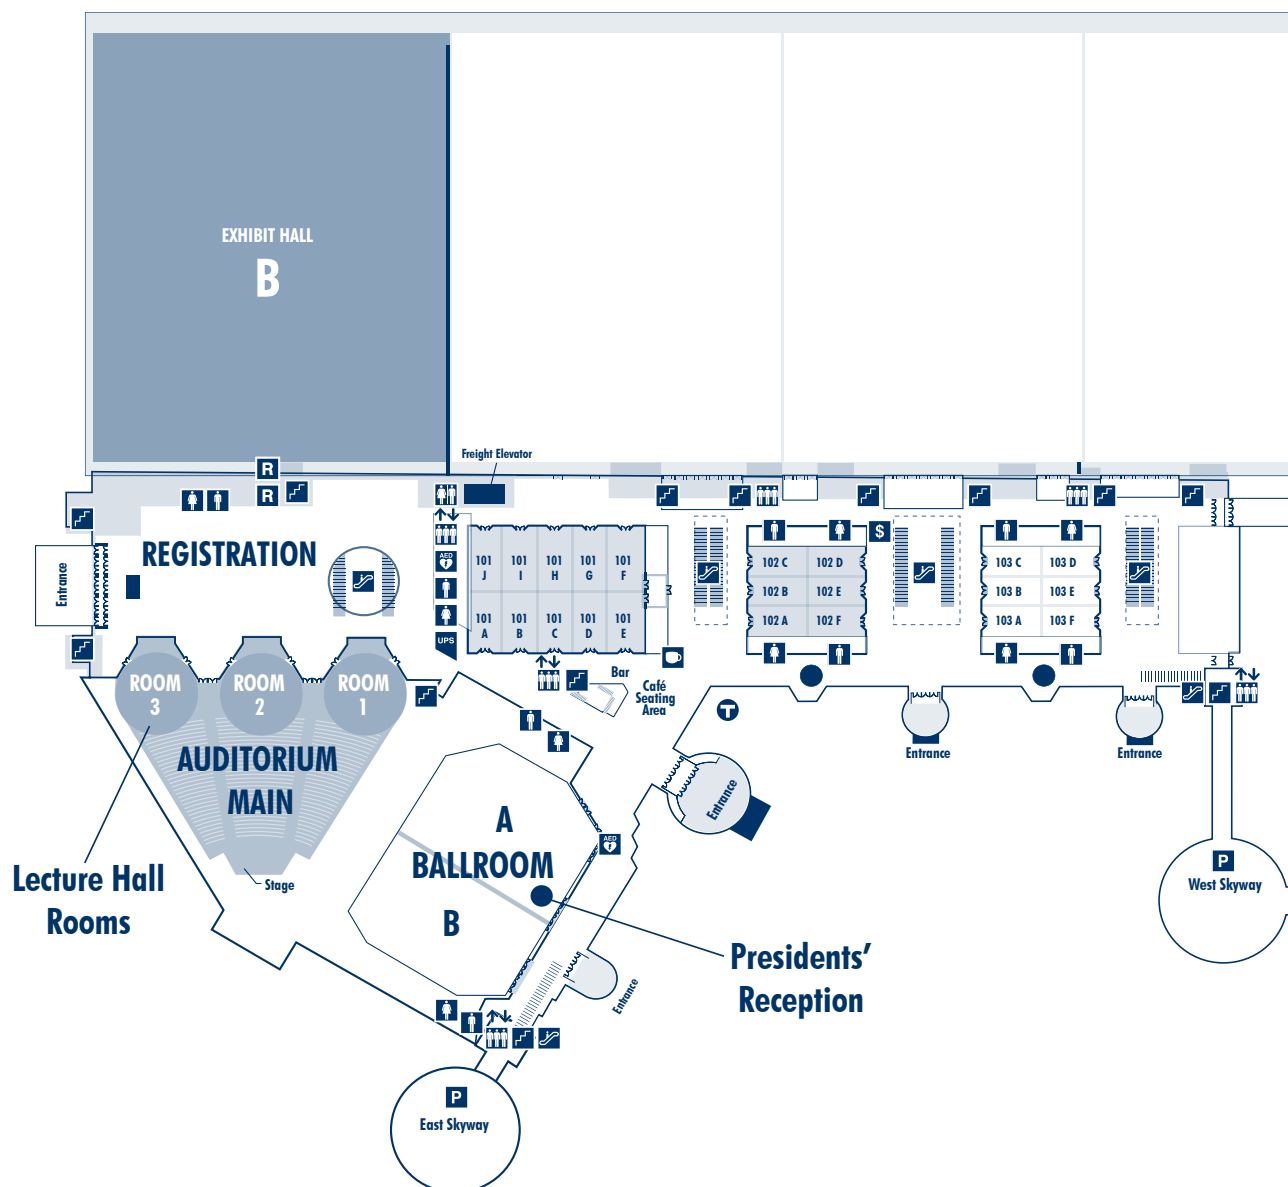 EXHIBIT HALL
B
Freight Elevator
R
R
REGISTRATION
Entrance
AED
UPS
101 J
101 I
101 H
101 G
101 F
101 A
101 B
101 C
101 D
101 E
102 C
102 D
102 B
102 E
102 A
102 F
$
103 C
103 D
103 B
103 E
103 A
103 F
Bar
Café
Seating
Area
T
ROOM
3
ROOM
2
ROOM
1
AUDITORIUM
MAIN
Stage
Lecture Hall
Rooms
A
BALLROOM
B
AED
Entrance
Entrance
Entrance
Entrance
Presidents’
Reception
P
West Skyway
P
East Skyway